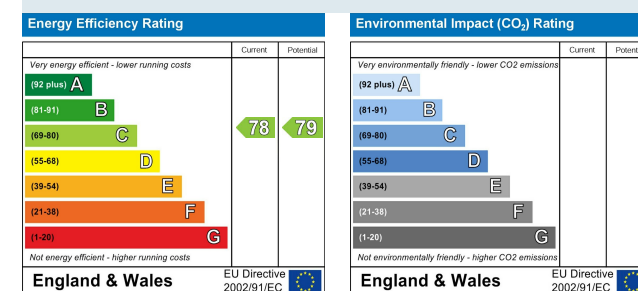 Energy Efficiency Rating
Current Potential
Very energy efficient - lower running costs
(92 plus) A
(81-91) B
(69-80) C
78 79
(55-68) D
(39-54) E
(21-38) F
(1-20) G
Not energy efficient - higher running costs
England & Wales
EU Directive
2002/91/EC
Environmental Impact (CO₂) Rating
Current Potent
Very environmentally friendly - lower CO2 emissions
(92 plus) A
(81-91) B
(69-80) C
(55-68) D
(39-54) E
(21-38) F
(1-20) G
Not environmentally friendly - higher CO2 emissions
England & Wales
EU Directive
2002/91/EC